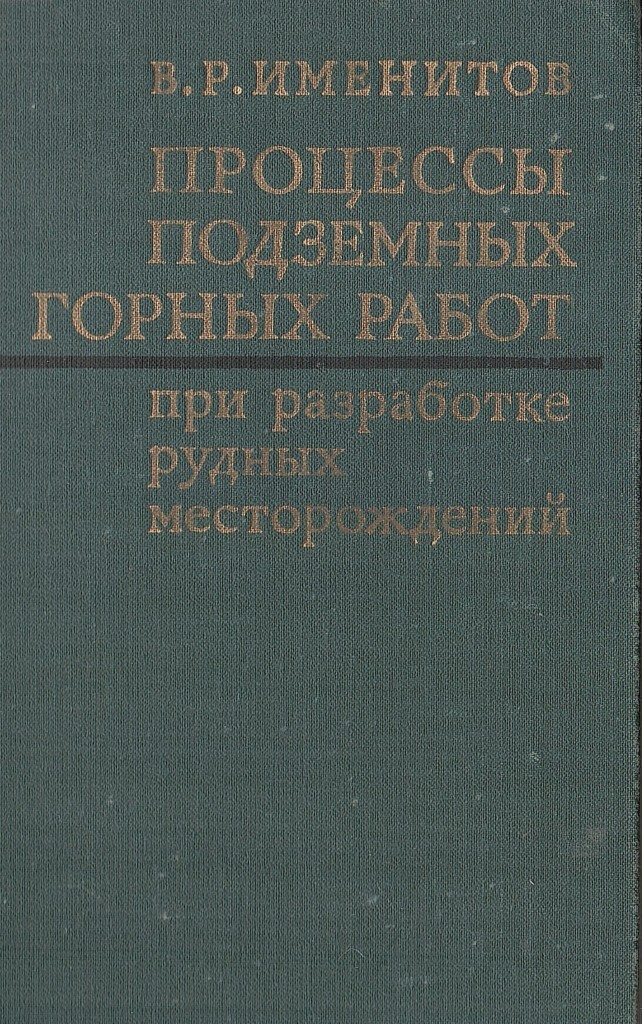 В.Р.ИМЕНИТОВ
ПРОЦЕССЫ
ПОДЗЕМНЫХ
ГОРНЫХ РАБОТ
при разработке
рудных
месторождений